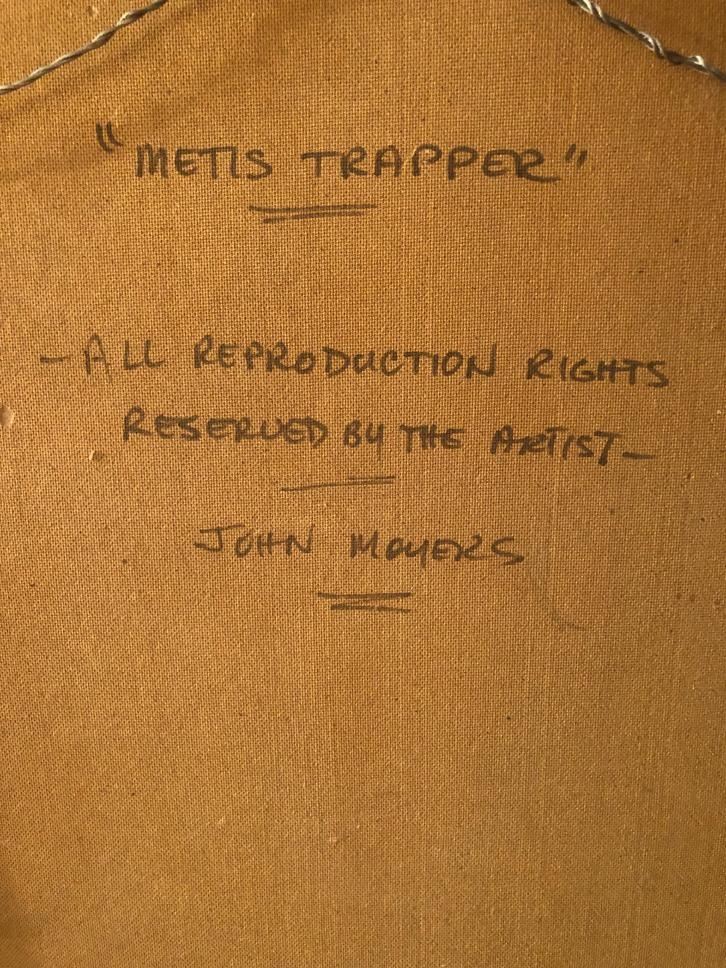 "METIS TRAPPER"
- ALL REPRODUCTION RIGHTS
RESERVED BY THE ARTIST -
JOHN MOYERS